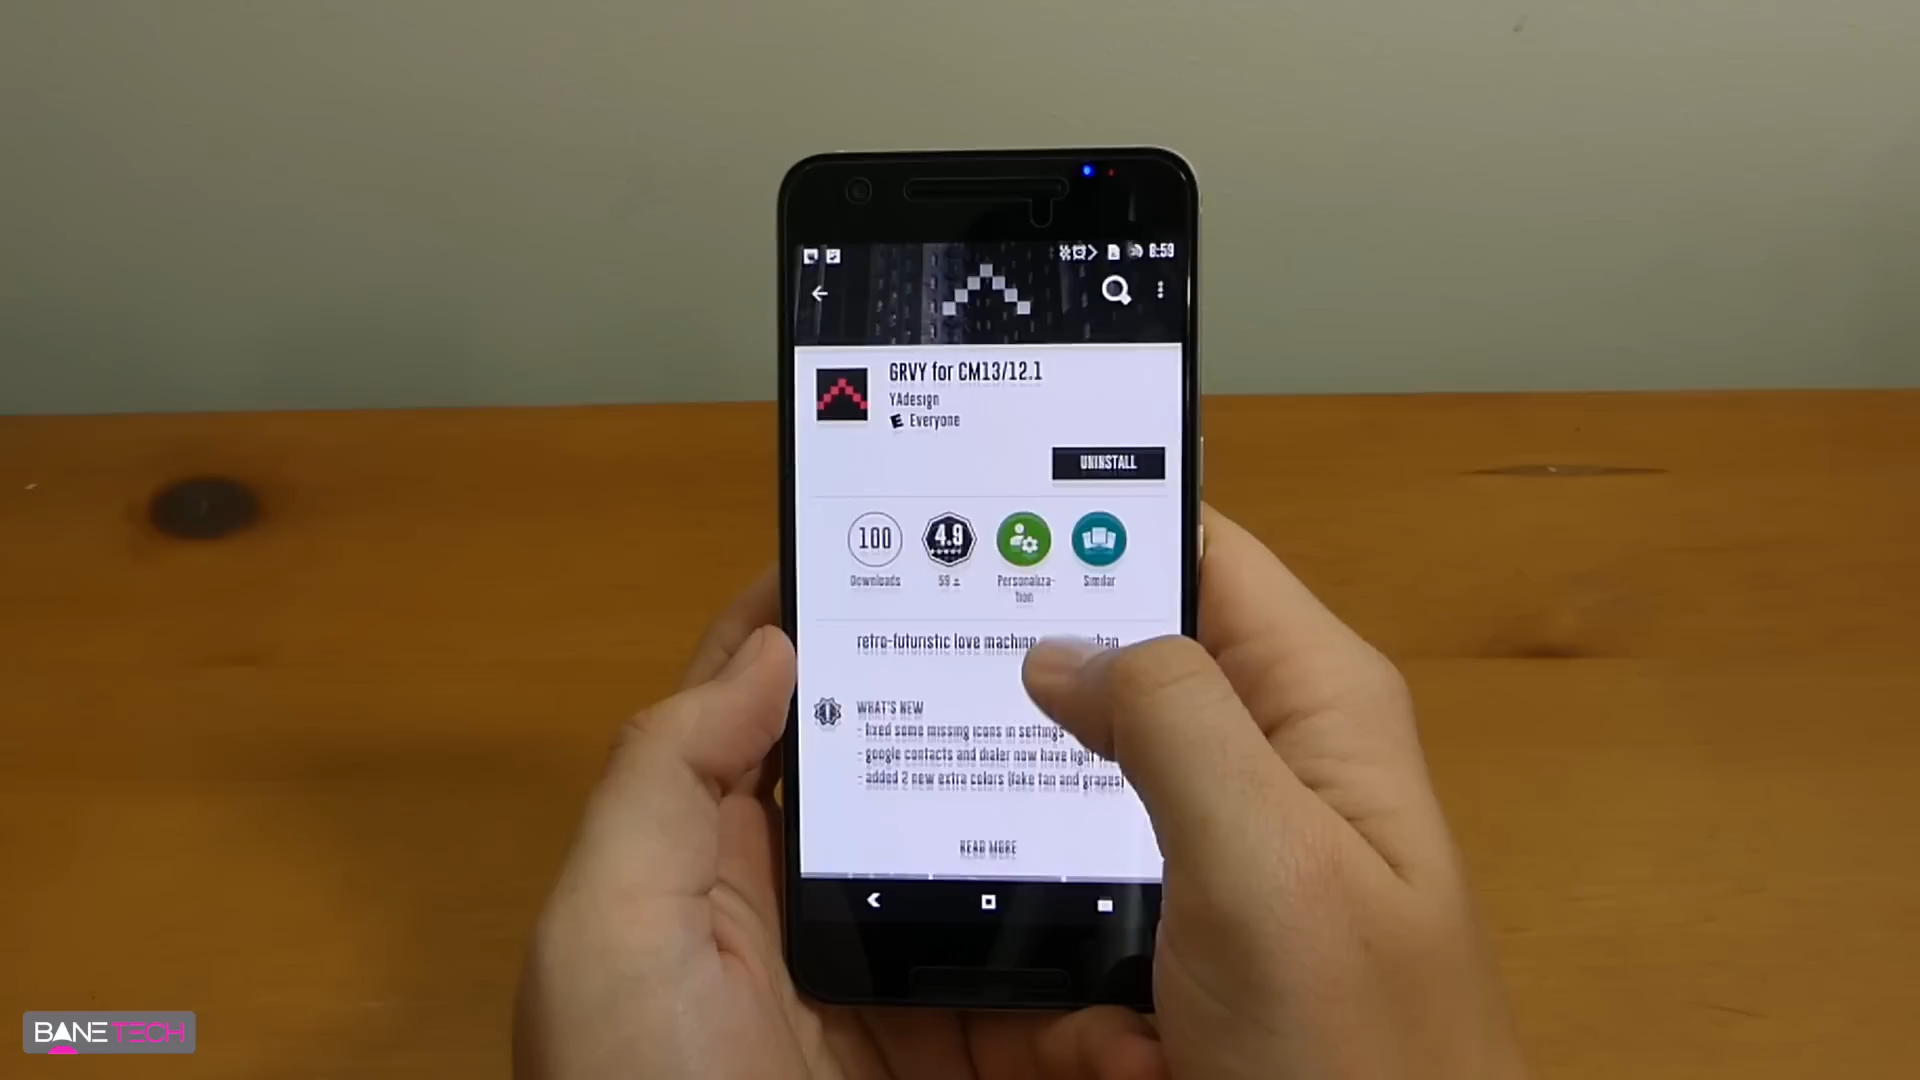 6:59
GRVY for CM13/12.1
YAdesign
E Everyone
UNINSTALL
100
4.9
Downloads
59
Personaliza-
tion
Similar
retro-futuristic love machine
WHAT'S NEW
- fixed some missing icons in settings
- google contacts and dialer now have light
- added 2 new extra colors (fake tan and grapes)
READ MORE
BANETECH